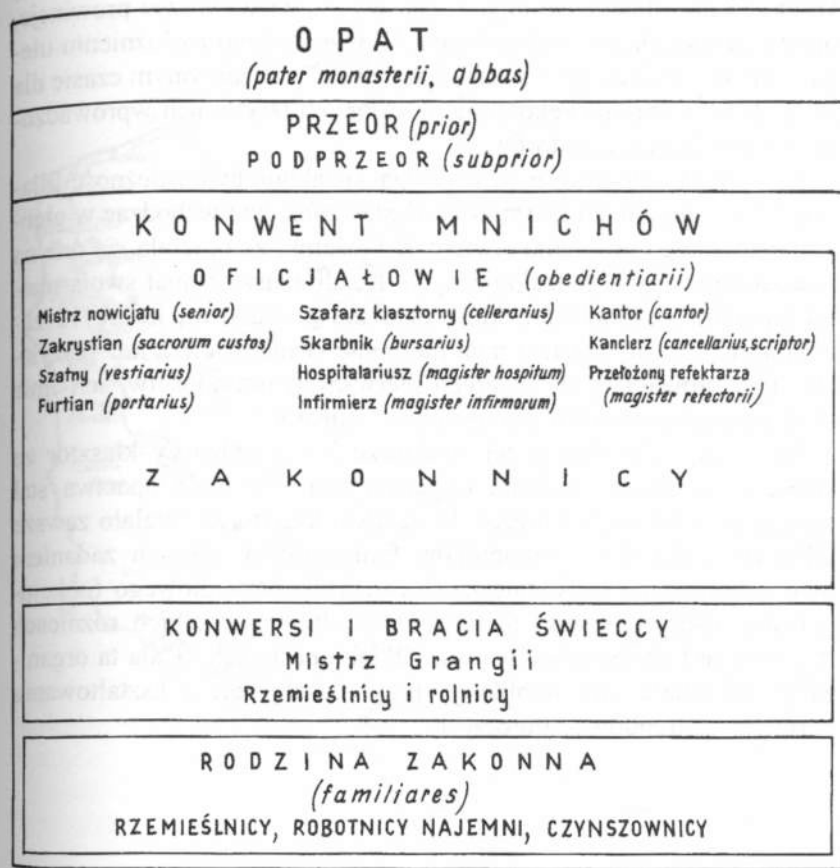 OPAT
(pater monasterii, abbas)
PRZEOR (prior)
PODPRZEOR (subprior)
KONWENT MNICHÓW
OFICJAŁOWIE (obedientiarii)
Mistrz nowicjatu (senior) Szafarz klasztorny (cellerarius) Kantor (cantor)
Zakrystian (sacrorum custos) Skarbnik (bursarius) Kanclerz (cancellarius, scriptor)
Szatny (vestiarius) Hospitalariusz (magister hospitum) Przełożony refektarza
Furtian (portarius) Infirmierz (magister infirmorum) (magister refectorii)
ZAKONNICY
KONWERSI I BRACIA ŚWIECCY
Mistrz Grangii
Rzemieślnicy i rolnicy
RODZINA ZAKONNA
(familiares)
RZEMIEŚLNICY, ROBOTNICY NAJEMNI, CZYNSZOWNICY